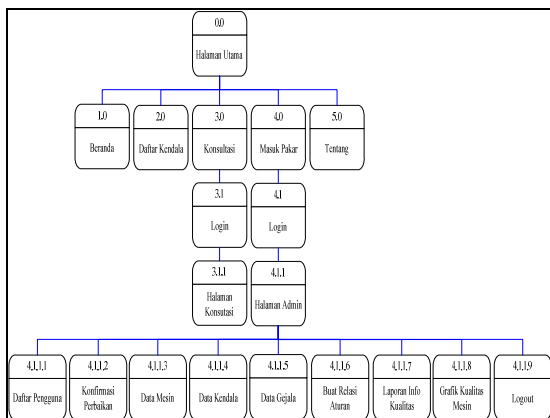 0.0
Halaman Utama
1.0
Beranda
2.0
Daftar Kendala
3.0
Konsultasi
4.0
Masuk Pakar
5.0
Tentang
3.1
Login
4.1
Login
3.1.1
Halaman
Konsutasi
4.1.1
Halaman Admin
4.1.1.1
Daftar Pengguna
4.1.1.2
Konfirmasi
Perbaikan
4.1.1.3
Data Mesin
4.1.1.4
Data Kendala
4.1.1.5
Data Gejala
4.1.1.6
Buat Relasi
Aturan
4.1.1.7
Laporan Info
Kualitas
4.1.1.8
Grafik Kualitas
Mesin
4.1.1.9
Logout